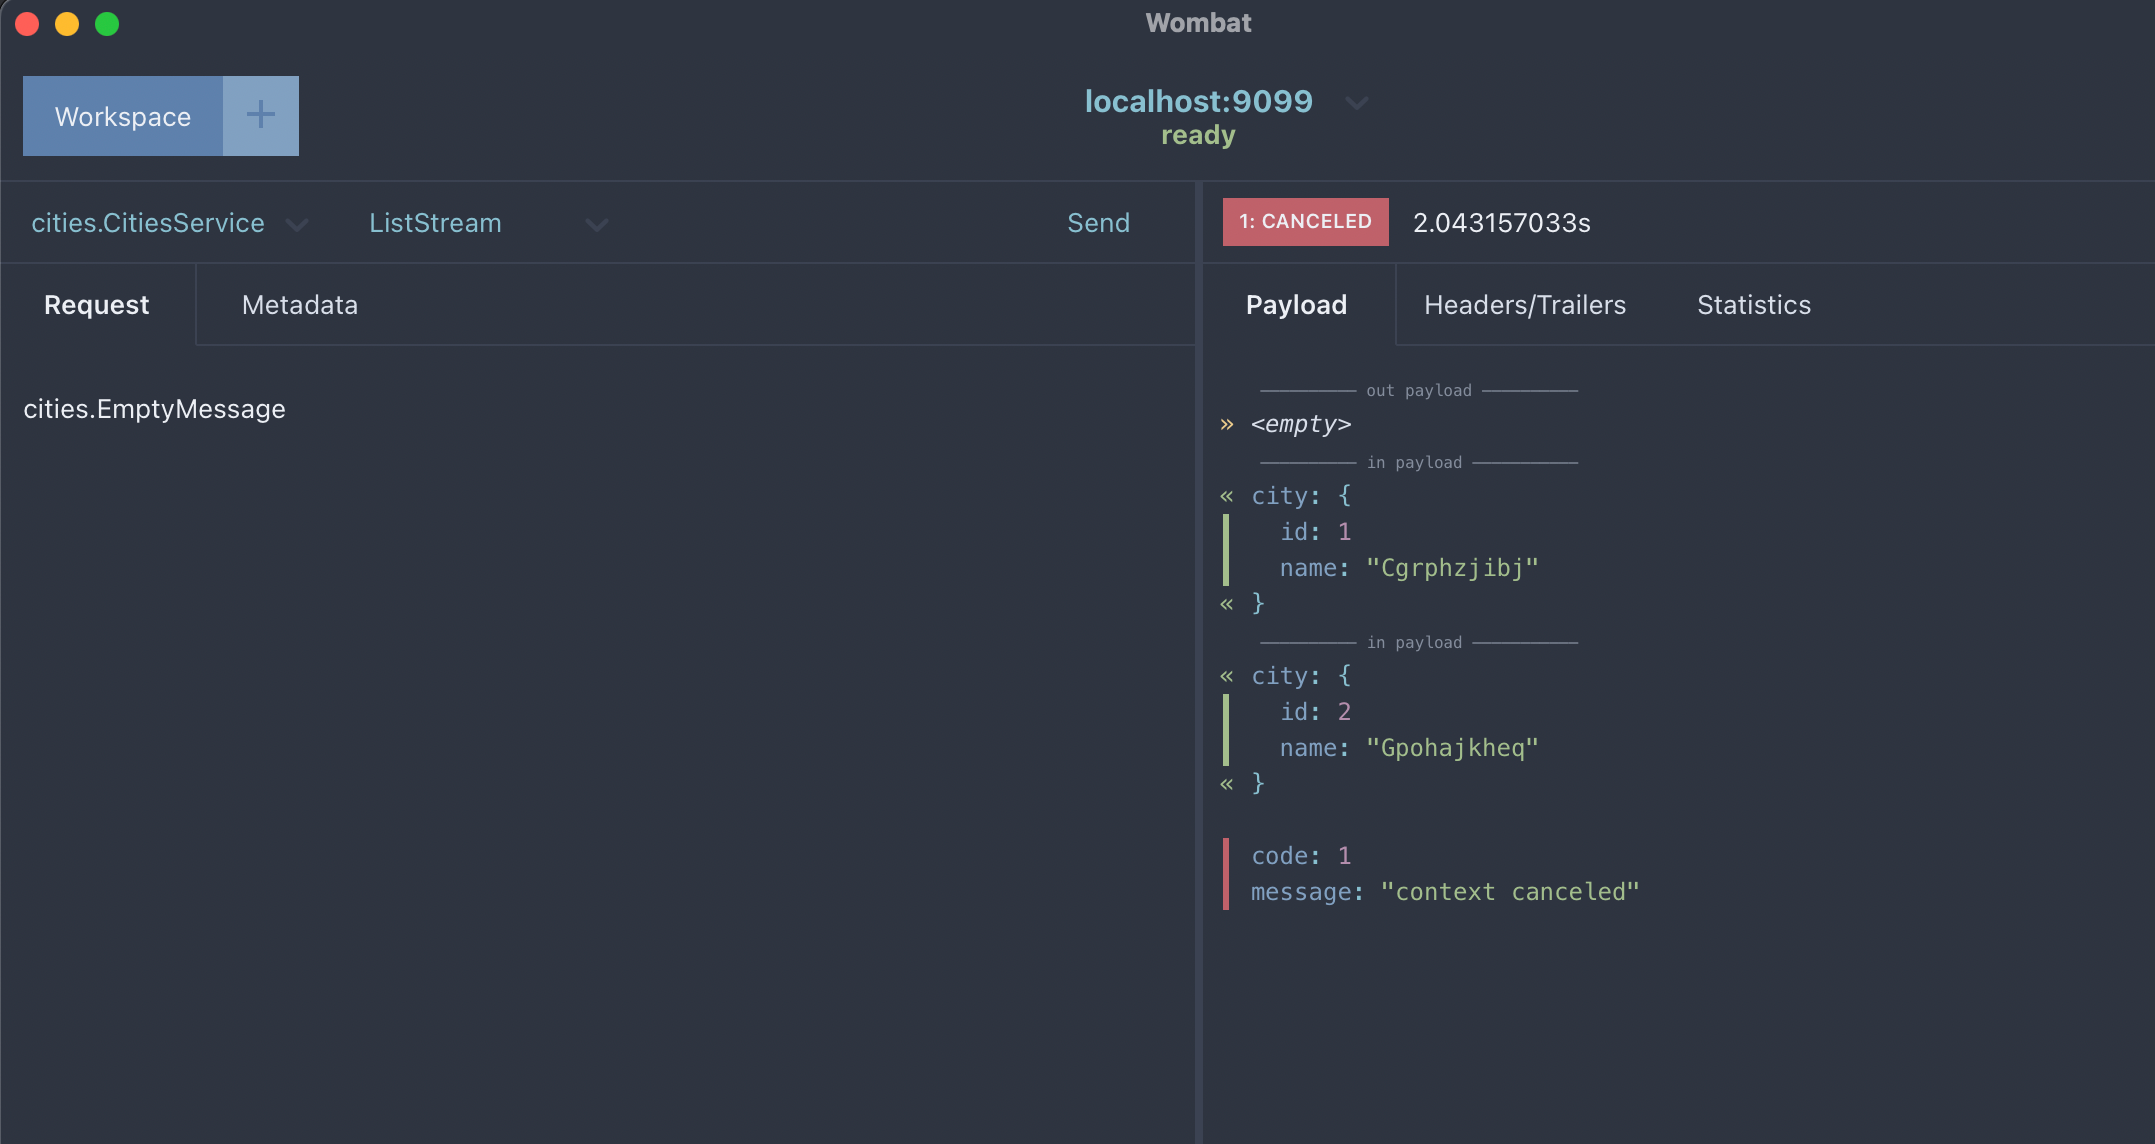 Wombat
Workspace +
localhost:9099
ready
cities.CitiesService ListStream Send
1: CANCELED 2.043157033s
Request Metadata
Payload Headers/Trailers Statistics
cities.EmptyMessage
out payload
» <empty>
in payload
« city: {
id: 1
name: "Cgrphzjibj"
« }
in payload
« city: {
id: 2
name: "Gpohajkheq"
« }
code: 1
message: "context canceled"